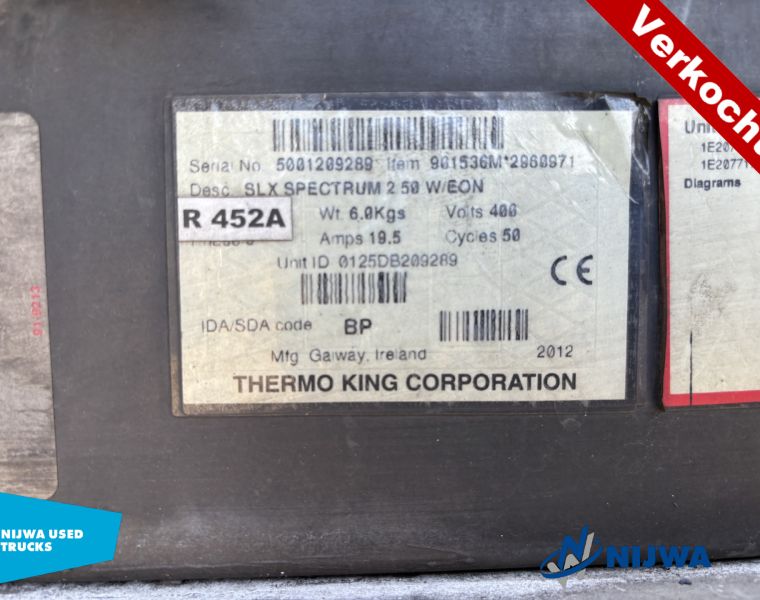 Verkocht
Serial No. 5001209289 Item 901536M*2960971
Desc. SLX SPECTRUM 2 50 W/EON
R 452A Wt 6.0Kgs Volts 400
Amps 19.5 Cycles 50
Unit ID 0125DB209289
IDA/SDA code BP
Mfg Galway, Ireland 2012
THERMO KING CORPORATION
Diagrams
NIJWA USED
TRUCKS
NIJWA